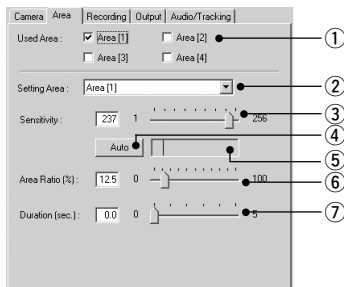 Camera Area Recording Output Audio/Tracking
Used Area : Area [1] Area [2] 1
Area [3] Area [4]
Setting Area : Area [1] 2
Sensitivity : 237 1 256 3
Auto 4
5
Area Ratio (%) : 12.5 0 100 6
Duration (sec.) : 0.0 0 5 7